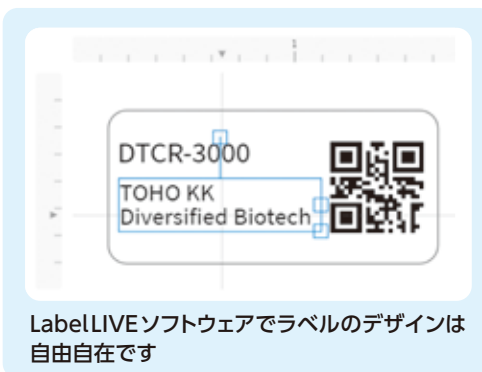 1
DTCR-3000
TOHO KK
Diversified Biotech
LabelLIVEソフトウェアでラベルのデザインは
自由自在です